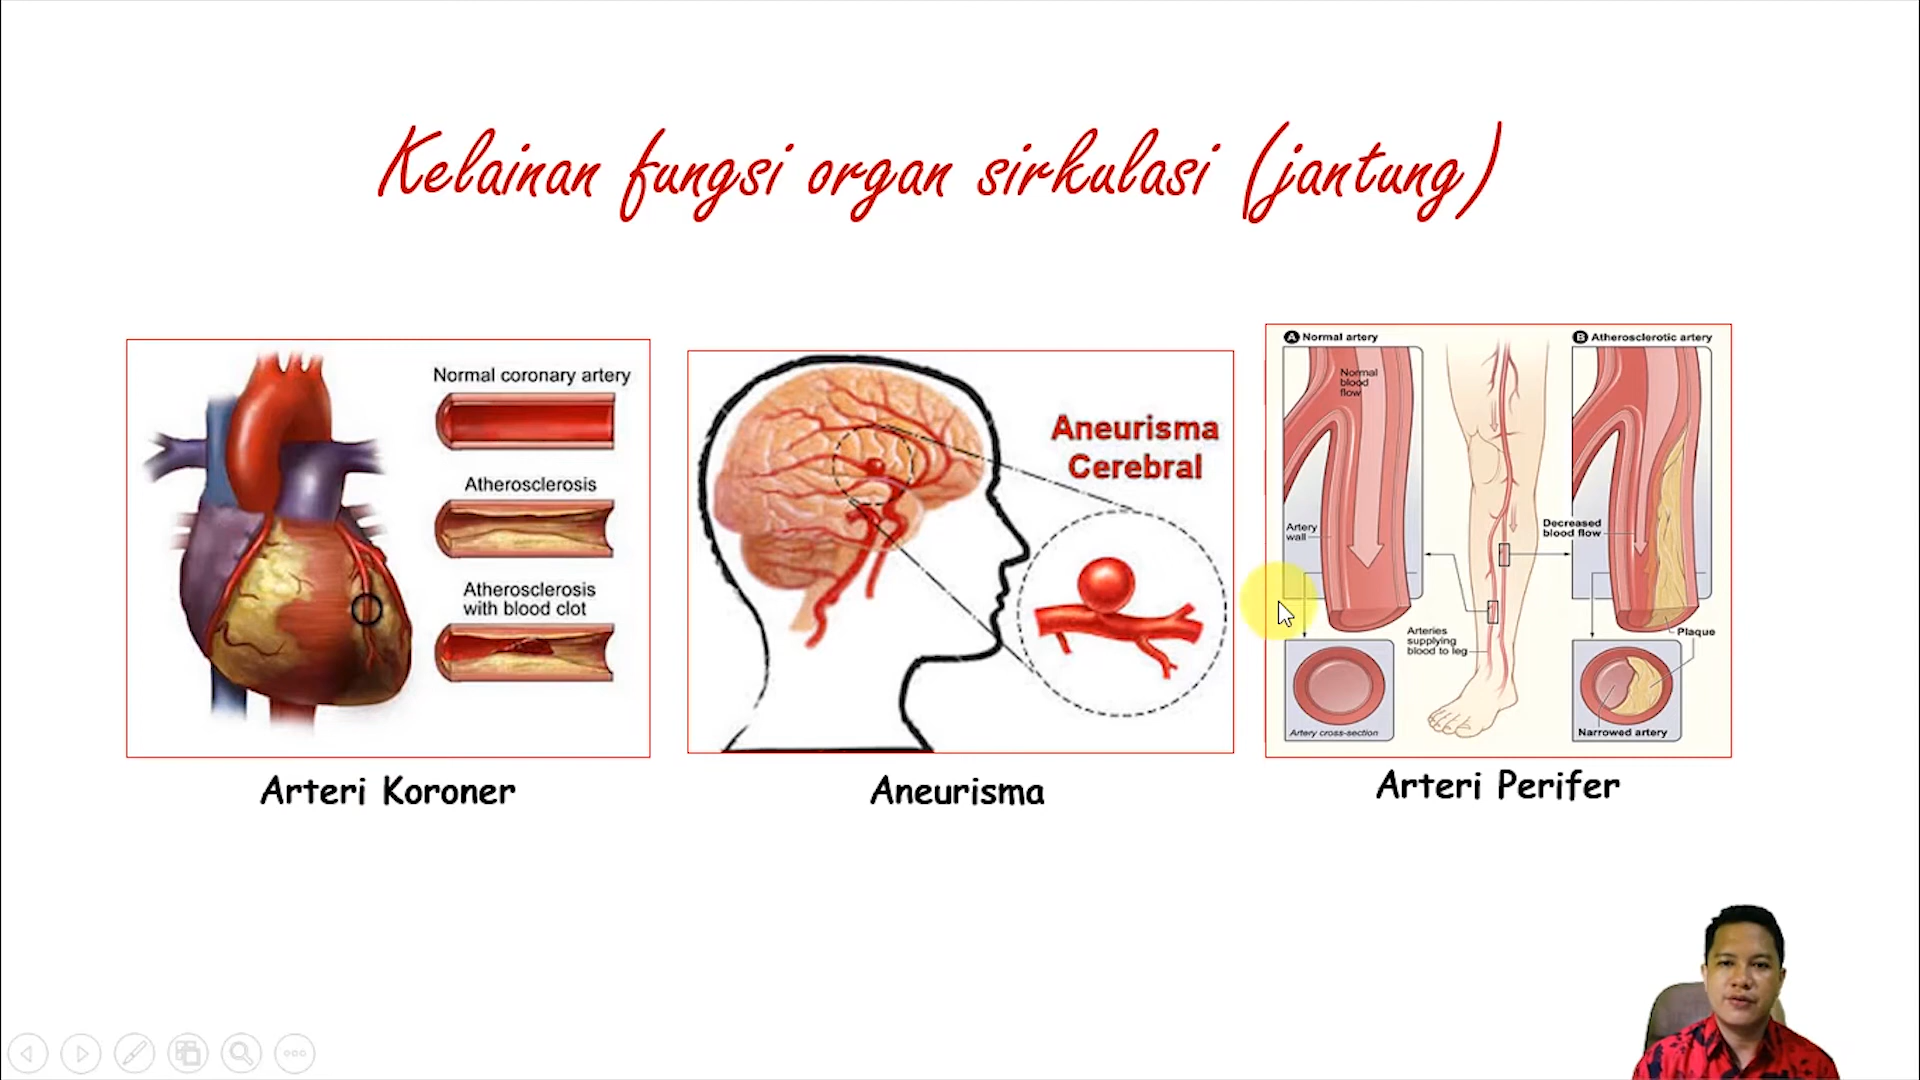 Kelainan fungsi organ sirkulasi (jantung)
Normal coronary artery
Atherosclerosis
Atherosclerosis
with blood clot
Arteri Koroner
Aneurisma
Cerebral
Aneurisma
A Normal artery
Normal
blood
flow
Artery
wall
Arteries
supplying
blood to leg
Artery cross-section
B Atherosclerotic artery
Decreased
blood flow
Plaque
Narrowed artery
Arteri Perifer